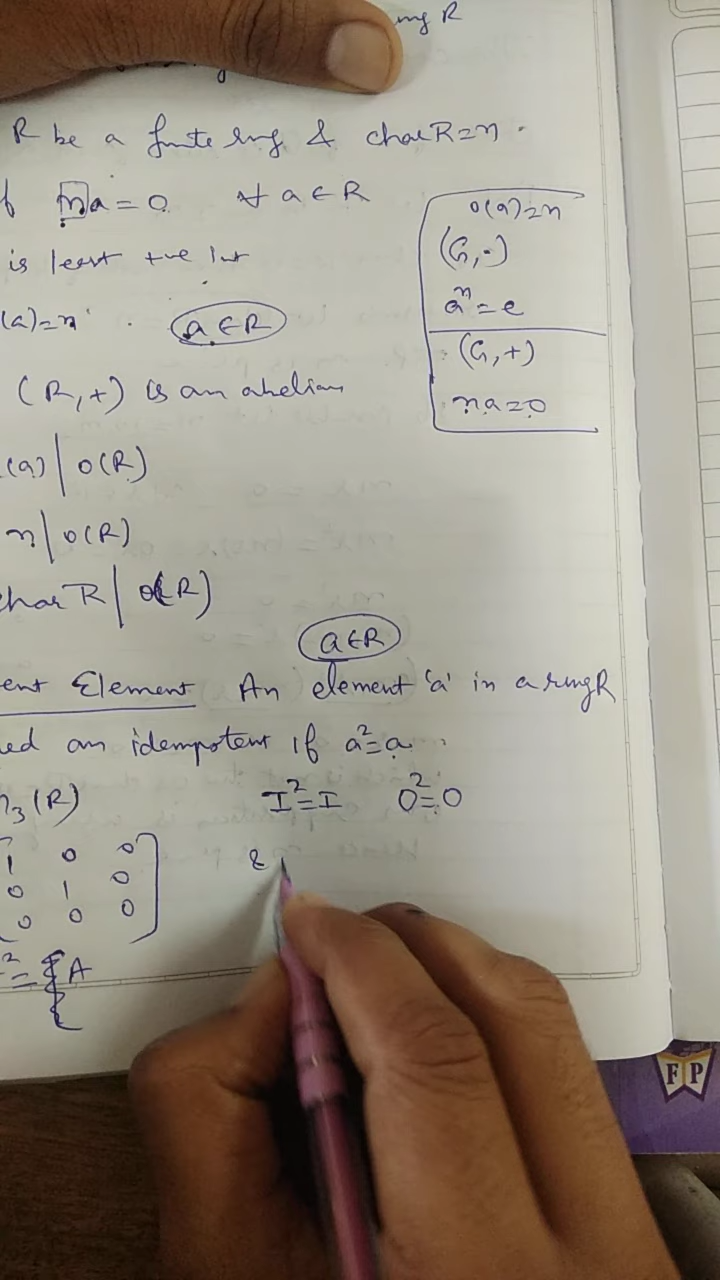 ring R
R be a finite ring & char R = n.
if na = 0 ∀ a ∈ R
is least +ve Int
(a) = n. a ∈ R
(R, +) is an abelian
(a) | o(R)
n | o(R)
char R | o(R)
o(a) = n
(G, ·)
aⁿ = e
(G, +)
na = 0
a ∈ R
ent Element An element 'a' in a ring R
ed an idempotent if a² = a.
3(R) I² = I 0² = 0
1 0 0
0 1 0
0 0 0
&
² = A
FP